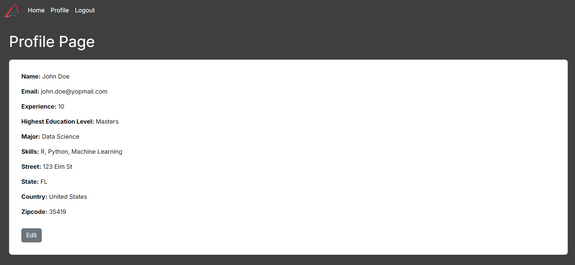 Home Profile Logout
Profile Page
Name: John Doe
Email: john.doe@yopmail.com
Experience: 10
Highest Education Level: Masters
Major: Data Science
Skills: R, Python, Machine Learning
Street: 123 Elm St
State: FL
Country: United States
Zipcode: 35419
Edit